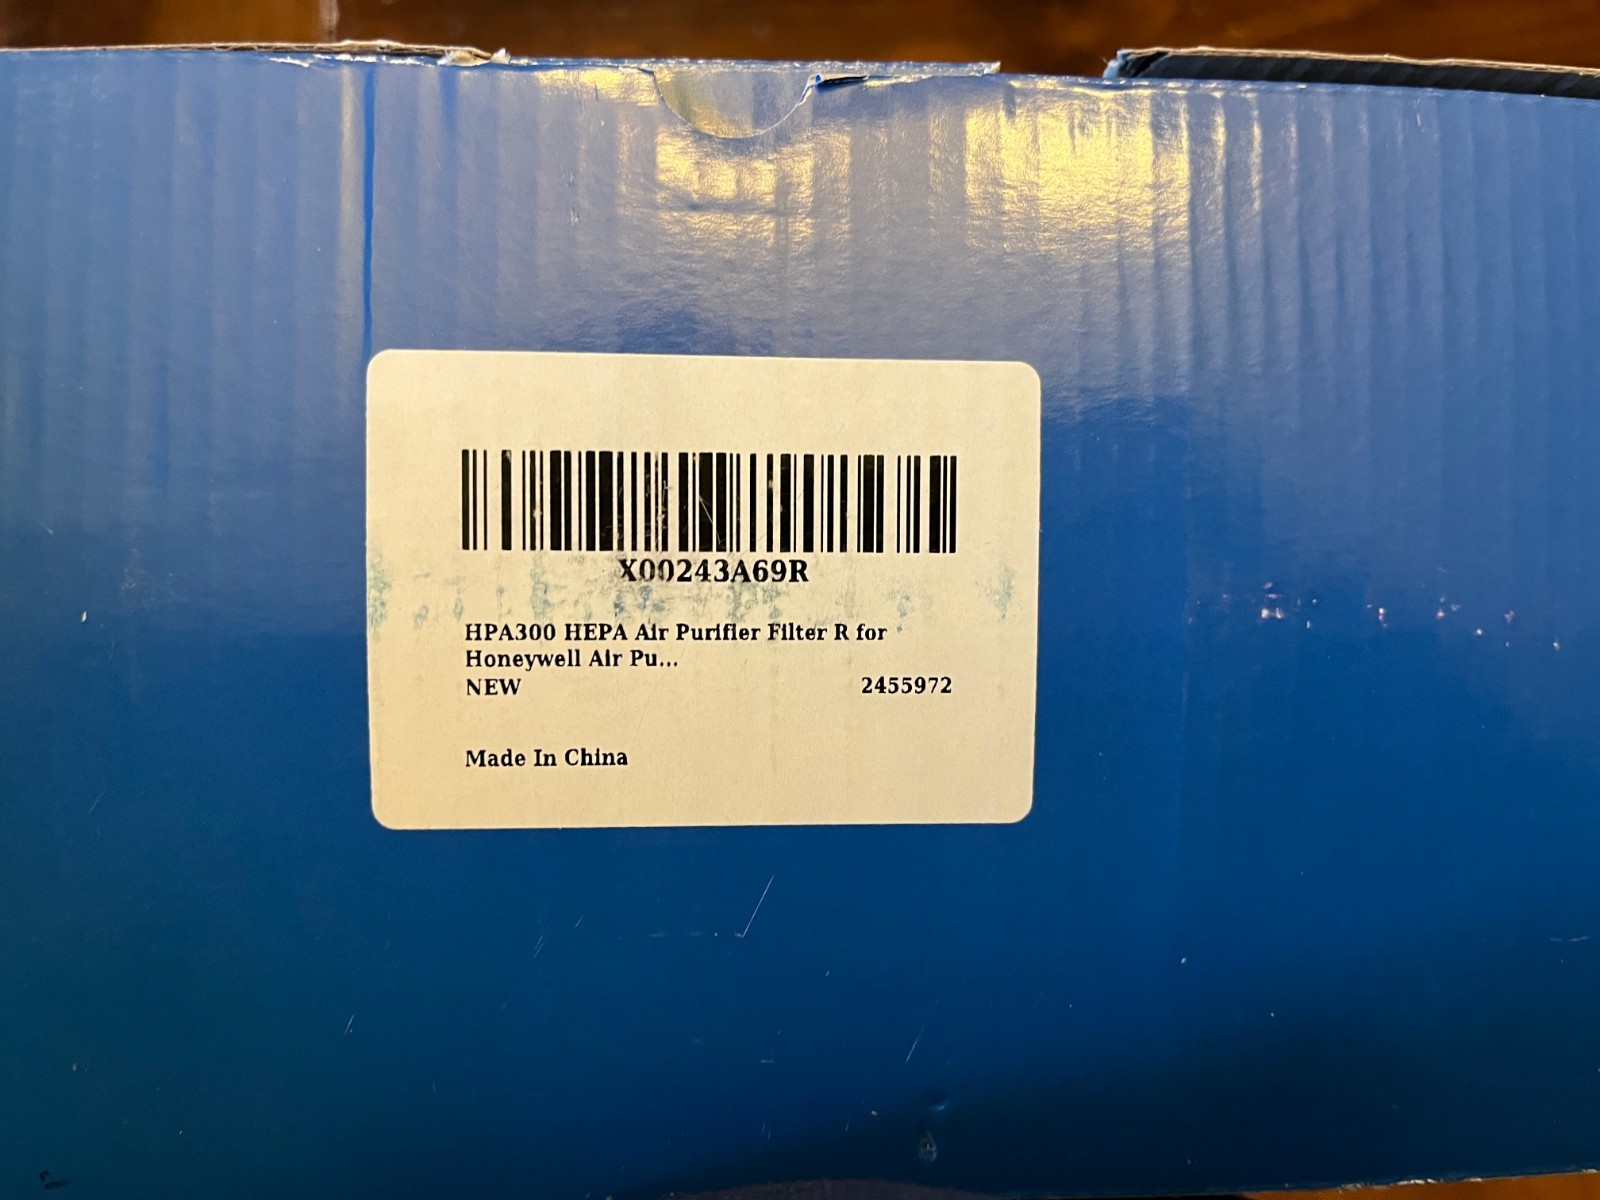 X00243A69R
HPA300 HEPA Air Purifier Filter R for
Honeywell Air Pu...
NEW 2455972
Made In China